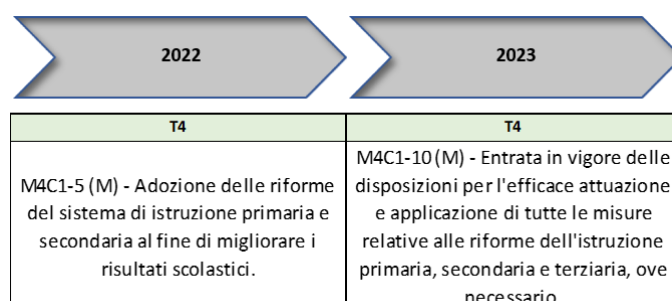 2022
2023
T4
T4
M4C1-5 (M) - Adozione delle riforme
del sistema di istruzione primaria e
secondaria al fine di migliorare i
risultati scolastici.
M4C1-10 (M) - Entrata in vigore delle
disposizioni per l'efficace attuazione
e applicazione di tutte le misure
relative alle riforme dell'istruzione
primaria, secondaria e terziaria, ove
necessario